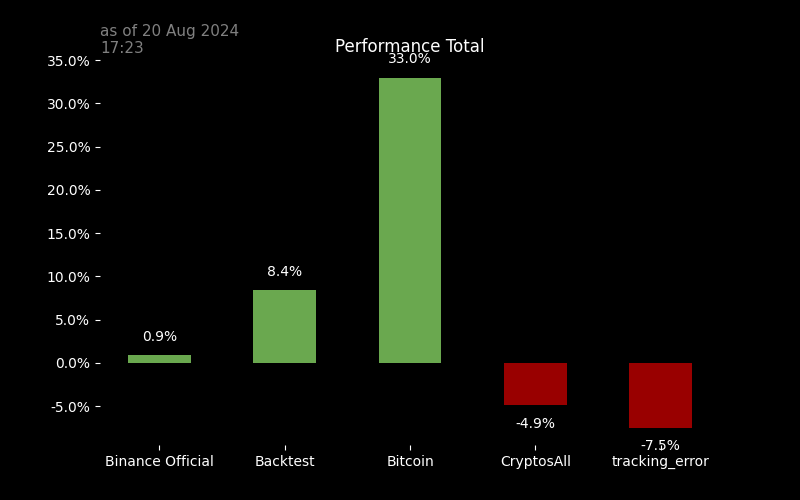 as of 20 Aug 2024
17:23
Performance Total
35.0%
30.0%
25.0%
20.0%
15.0%
10.0%
5.0%
0.0%
-5.0%
0.9%
8.4%
33.0%
-4.9%
-7.5%
Binance Official
Backtest
Bitcoin
CryptosAll
tracking_error